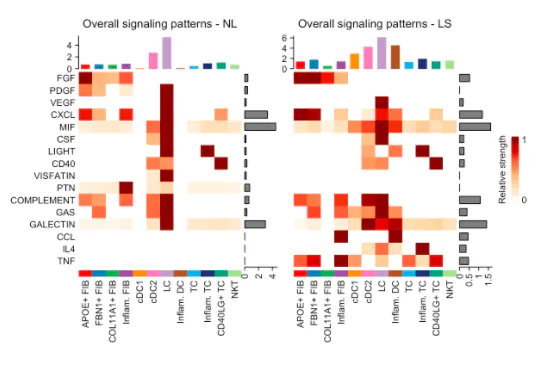 Overall signaling patterns - NL
Overall signaling patterns - LS
4
2
0
6
4
2
0
FGF
PDGF
VEGF
CXCL
MIF
CSF
LIGHT
CD40
VISFATIN
PTN
COMPLEMENT
GAS
GALECTIN
CCL
IL4
TNF
Relative strength
1
0
APOE+ FIB
FBN1+ FIB
COL11A1+ FIB
Inflam. FIB
cDC1
cDC2
LC
Inflam. DC
TC
Inflam. TC
CD40LG+ TC
NKT
0
2
4
APOE+ FIB
FBN1+ FIB
COL11A1+ FIB
Inflam. FIB
cDC1
cDC2
LC
Inflam. DC
TC
Inflam. TC
CD40LG+ TC
NKT
0
0.5
1
1.5